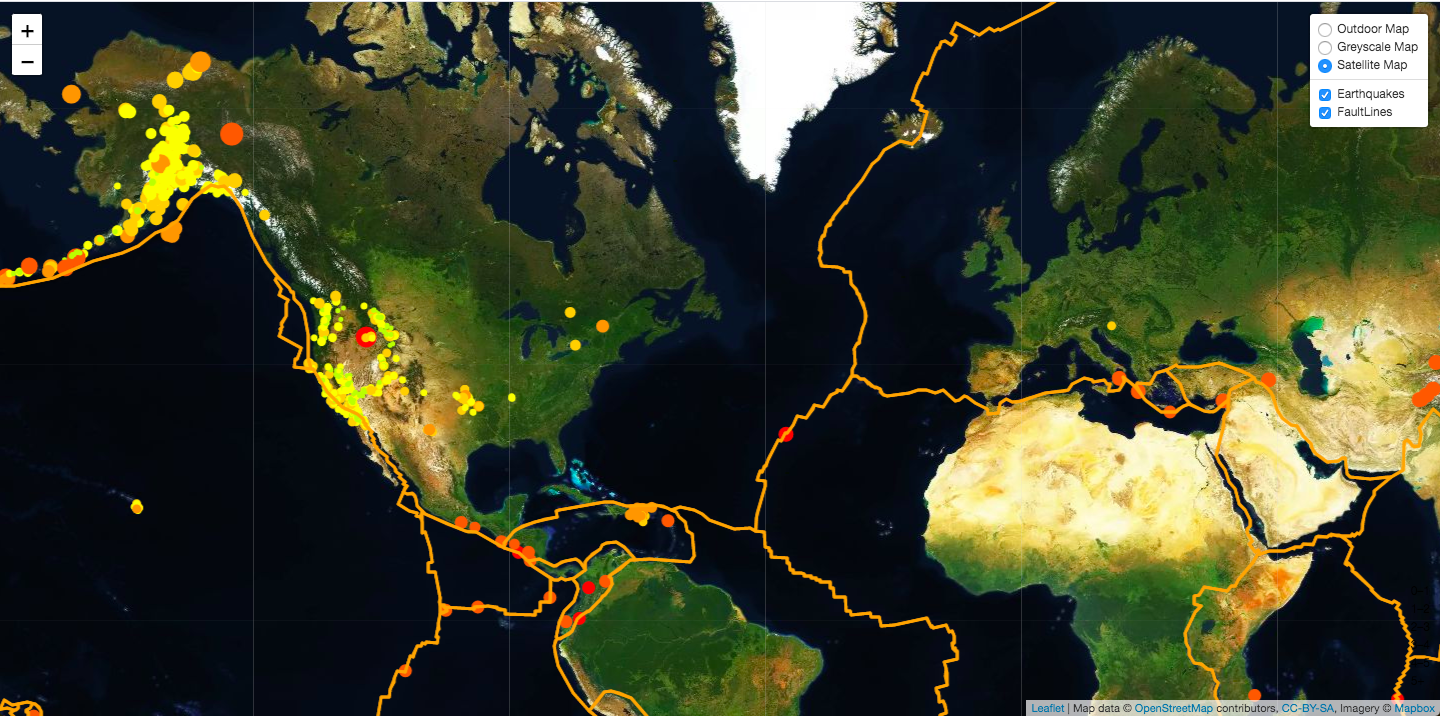 +
−
Outdoor Map
Greyscale Map
Satellite Map
Earthquakes
FaultLines
Leaflet | Map data © OpenStreetMap contributors, CC-BY-SA, Imagery © Mapbox